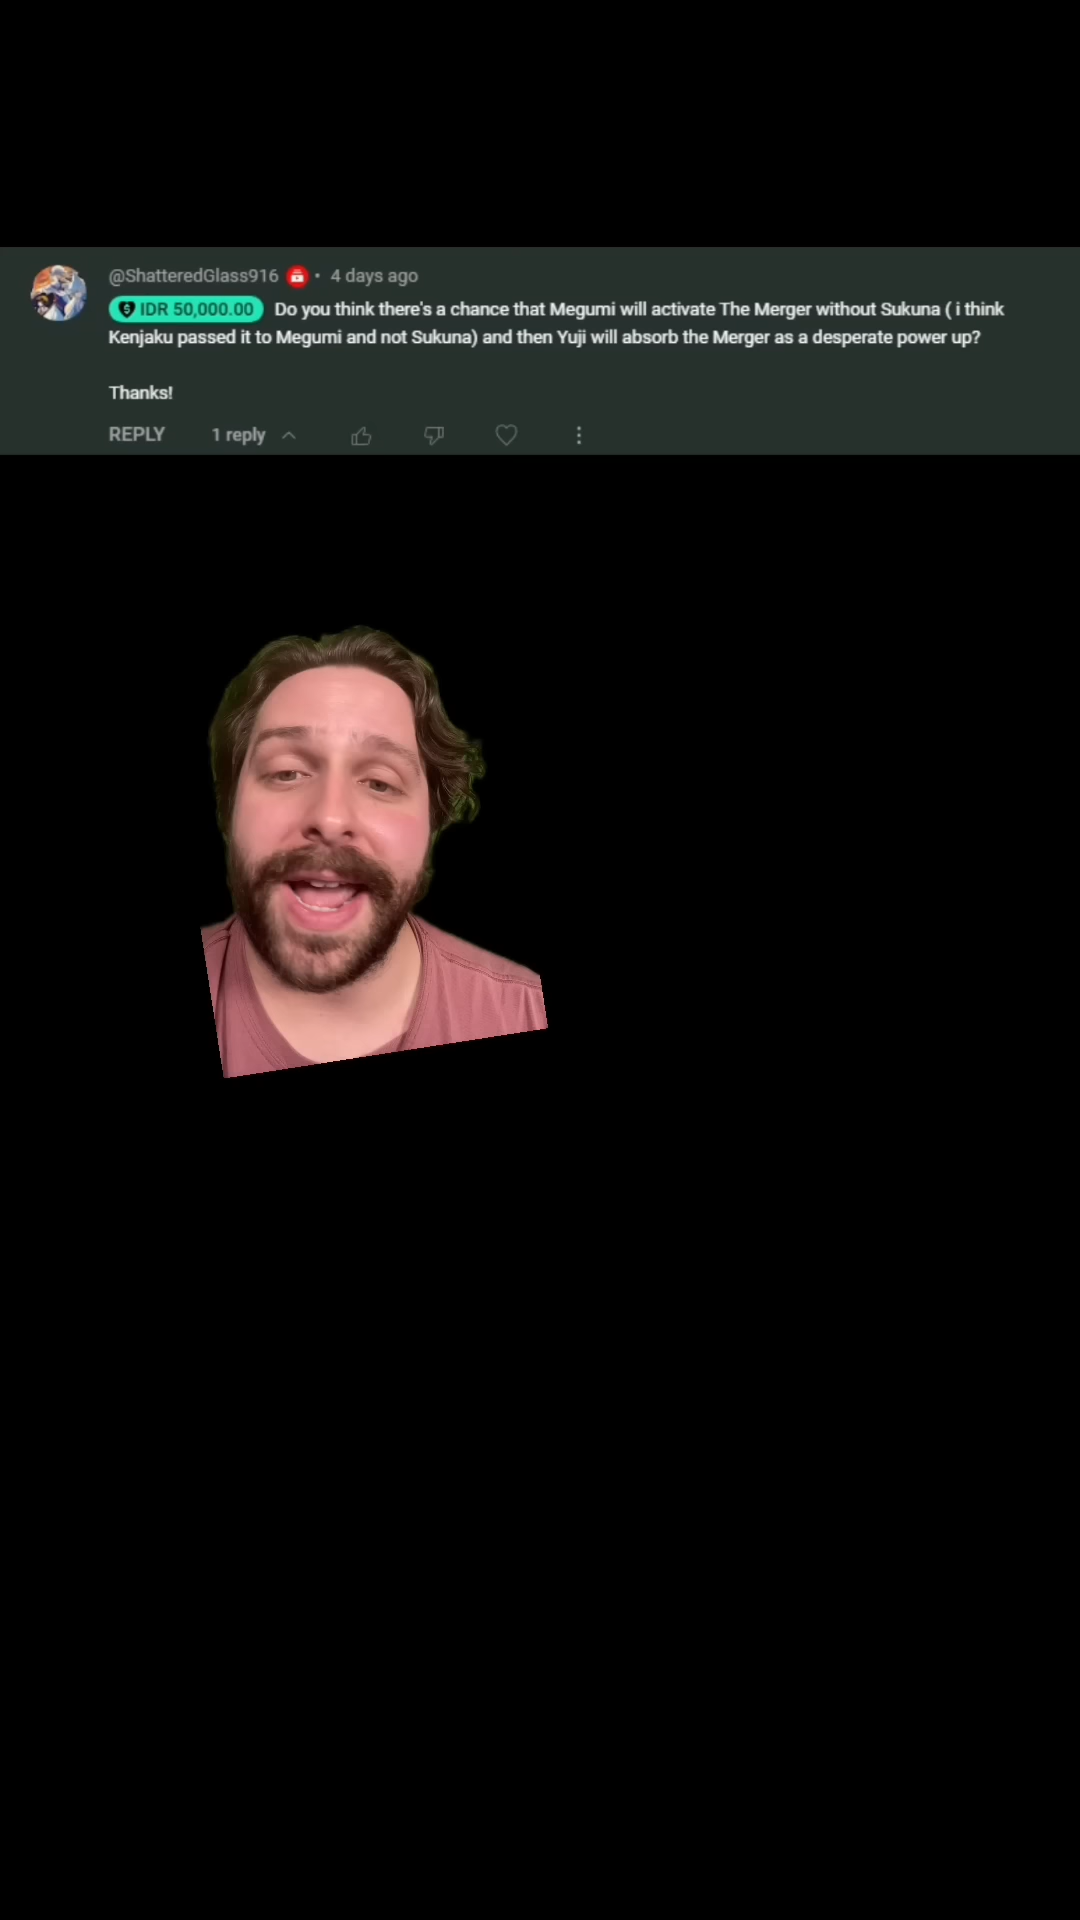 @ShatteredGlass916 • 4 days ago
IDR 50,000.00 Do you think there's a chance that Megumi will activate The Merger without Sukuna ( i think
Kenjaku passed it to Megumi and not Sukuna) and then Yuji will absorb the Merger as a desperate power up?
Thanks!
REPLY 1 reply